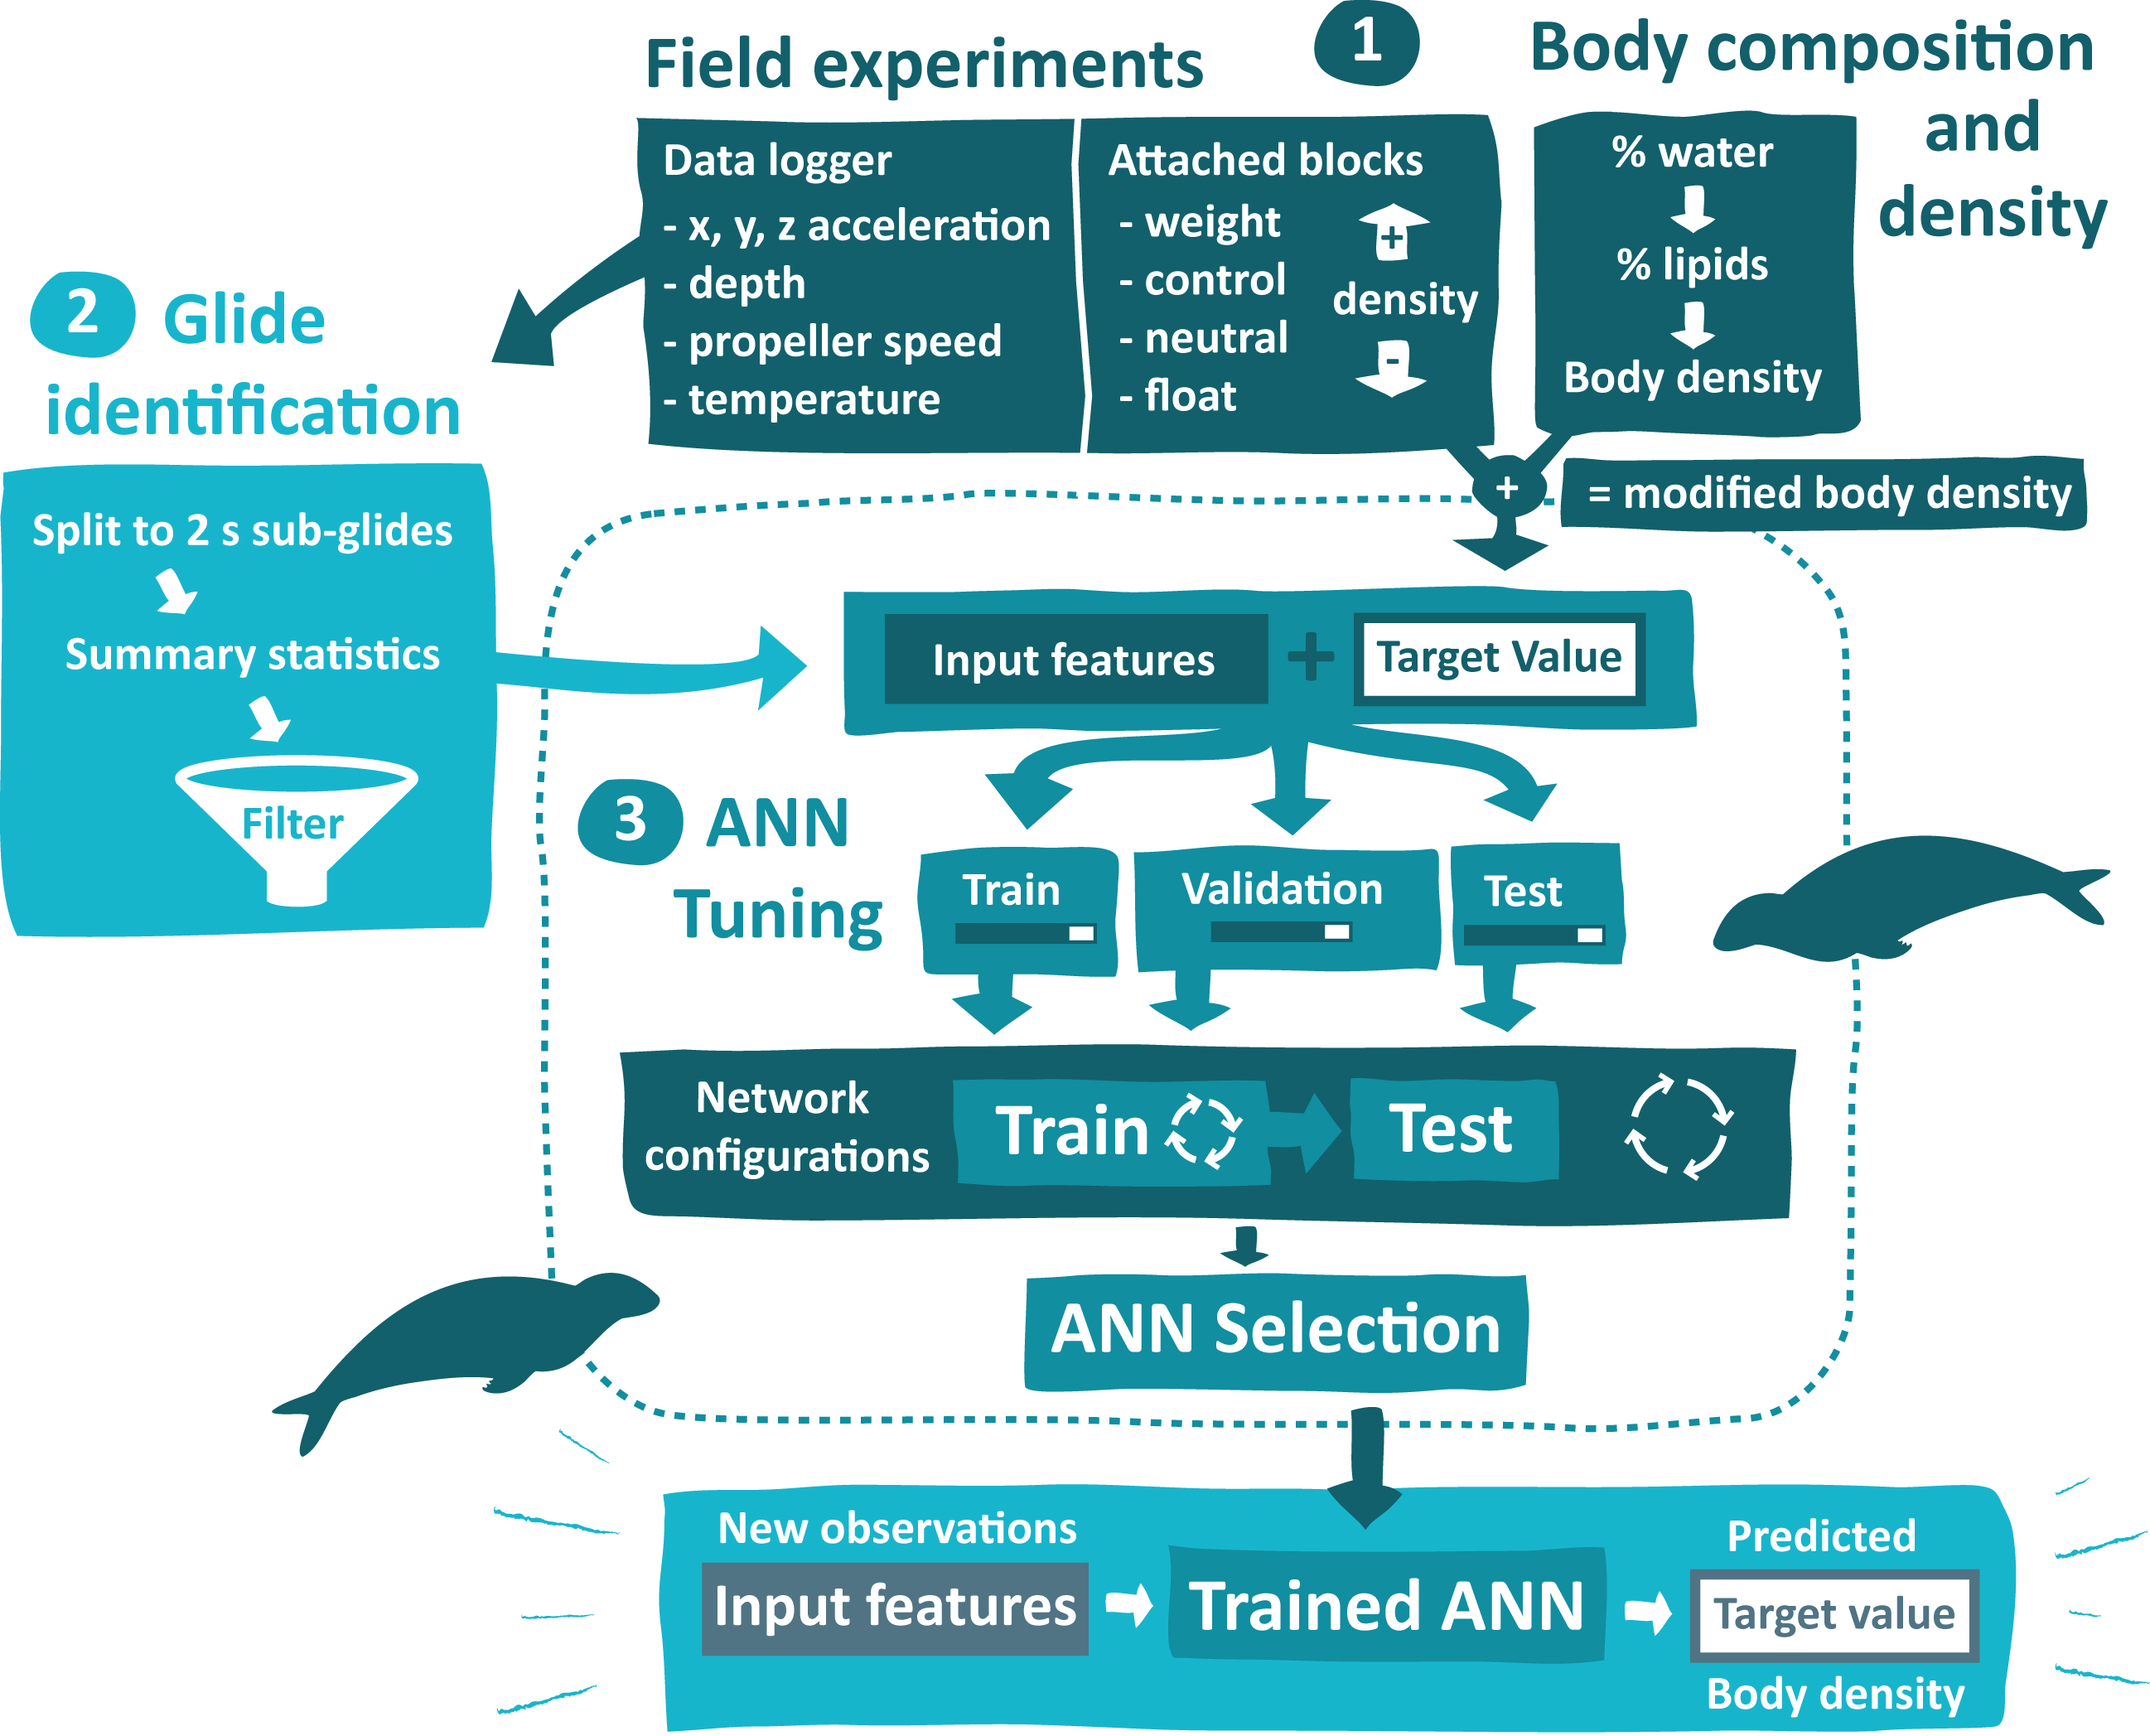 Field experiments
1
Body composition
and
density
Data logger
- x, y, z acceleration
- depth
- propeller speed
- temperature
Attached blocks
- weight
- control
- neutral
- float
+
density
-
% water
% lipids
Body density
+
= modified body density
2 Glide
identification
Split to 2 s sub-glides
Summary statistics
Filter
Input features + Target Value
3 ANN
Tuning
Train
Validation
Test
Network
configurations
Train
Test
ANN Selection
New observations
Input features
Trained ANN
Predicted
Target value
Body density